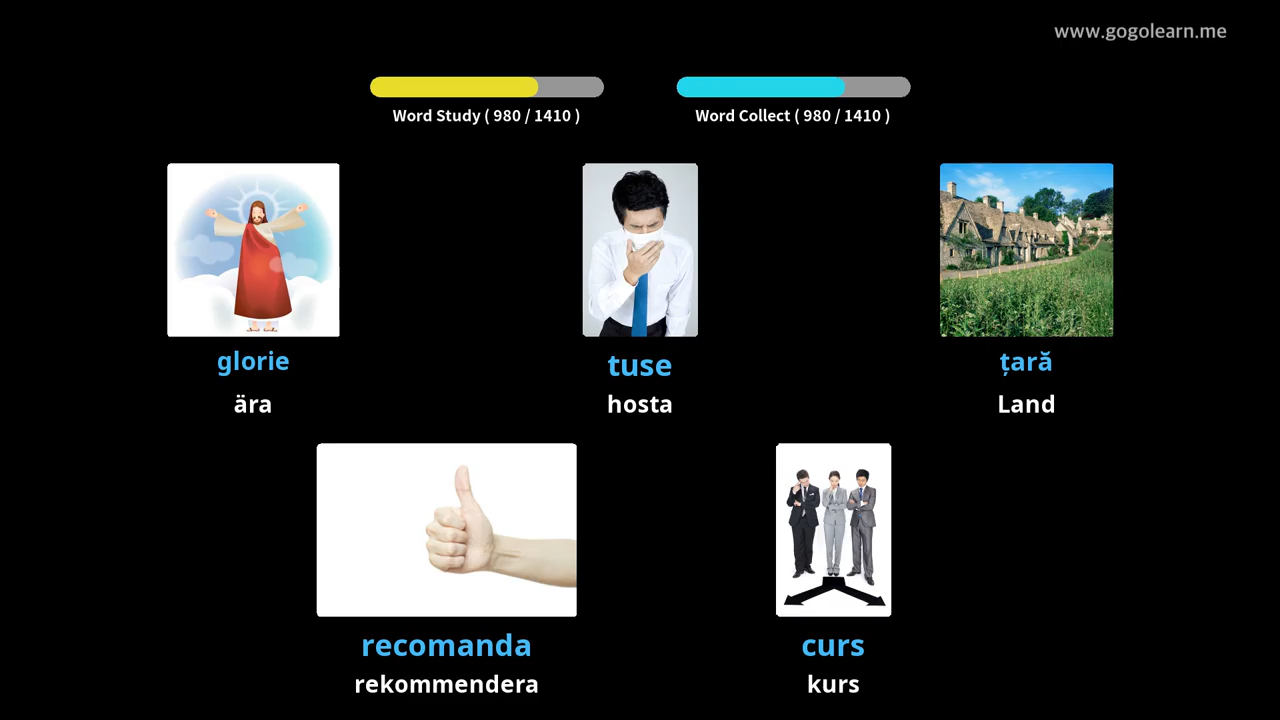 www.gogolearn.me
Word Study ( 980 / 1410 )
Word Collect ( 980 / 1410 )
glorie
tuse
țară
ära
hosta
Land
recomanda
curs
rekommendera
kurs